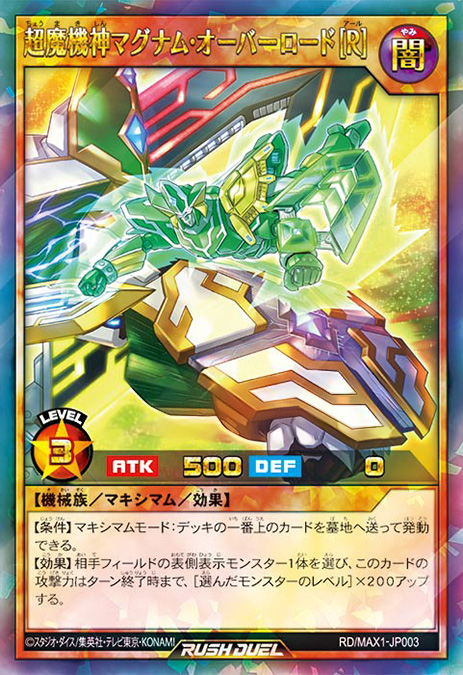 超魔機神マグナム・オーバーロード[R]
闇
LEVEL
3
ATK 500 DEF 0
【機械族/マキシマム/効果】
【条件】マキシマムモード:デッキの一番上のカードを墓地へ送って発動
できる。
【効果】相手フィールドの表側表示モンスター1体を選び、このカードの
攻撃力はターン終了時まで、[選んだモンスターのレベル]×200アップ
する。
©スタジオ・ダイス/集英社・テレビ東京・KONAMI RUSH DUEL RD/MAX1-JP003